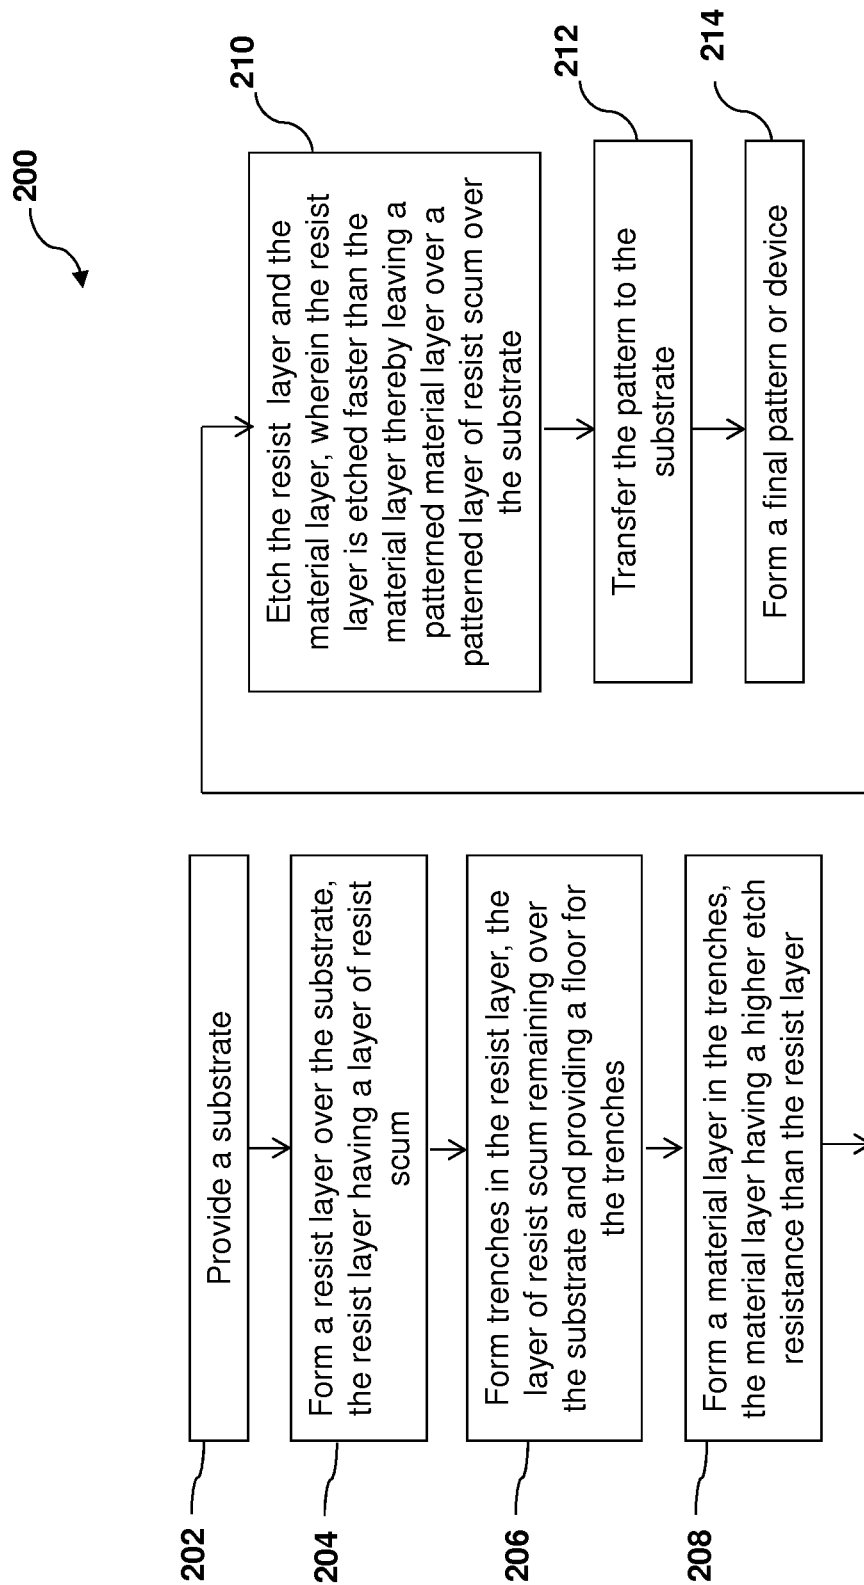 200
202
Provide a substrate
204
Form a resist layer over the substrate,
the resist layer having a layer of resist
scum
206
Form trenches in the resist layer, the
layer of resist scum remaining over
the substrate and providing a floor for
the trenches
208
Form a material layer in the trenches,
the material layer having a higher etch
resistance than the resist layer
210
Etch the resist layer and the
material layer, wherein the resist
layer is etched faster than the
material layer thereby leaving a
patterned material layer over a
patterned layer of resist scum over
the substrate
212
Transfer the pattern to the
substrate
214
Form a final pattern or device